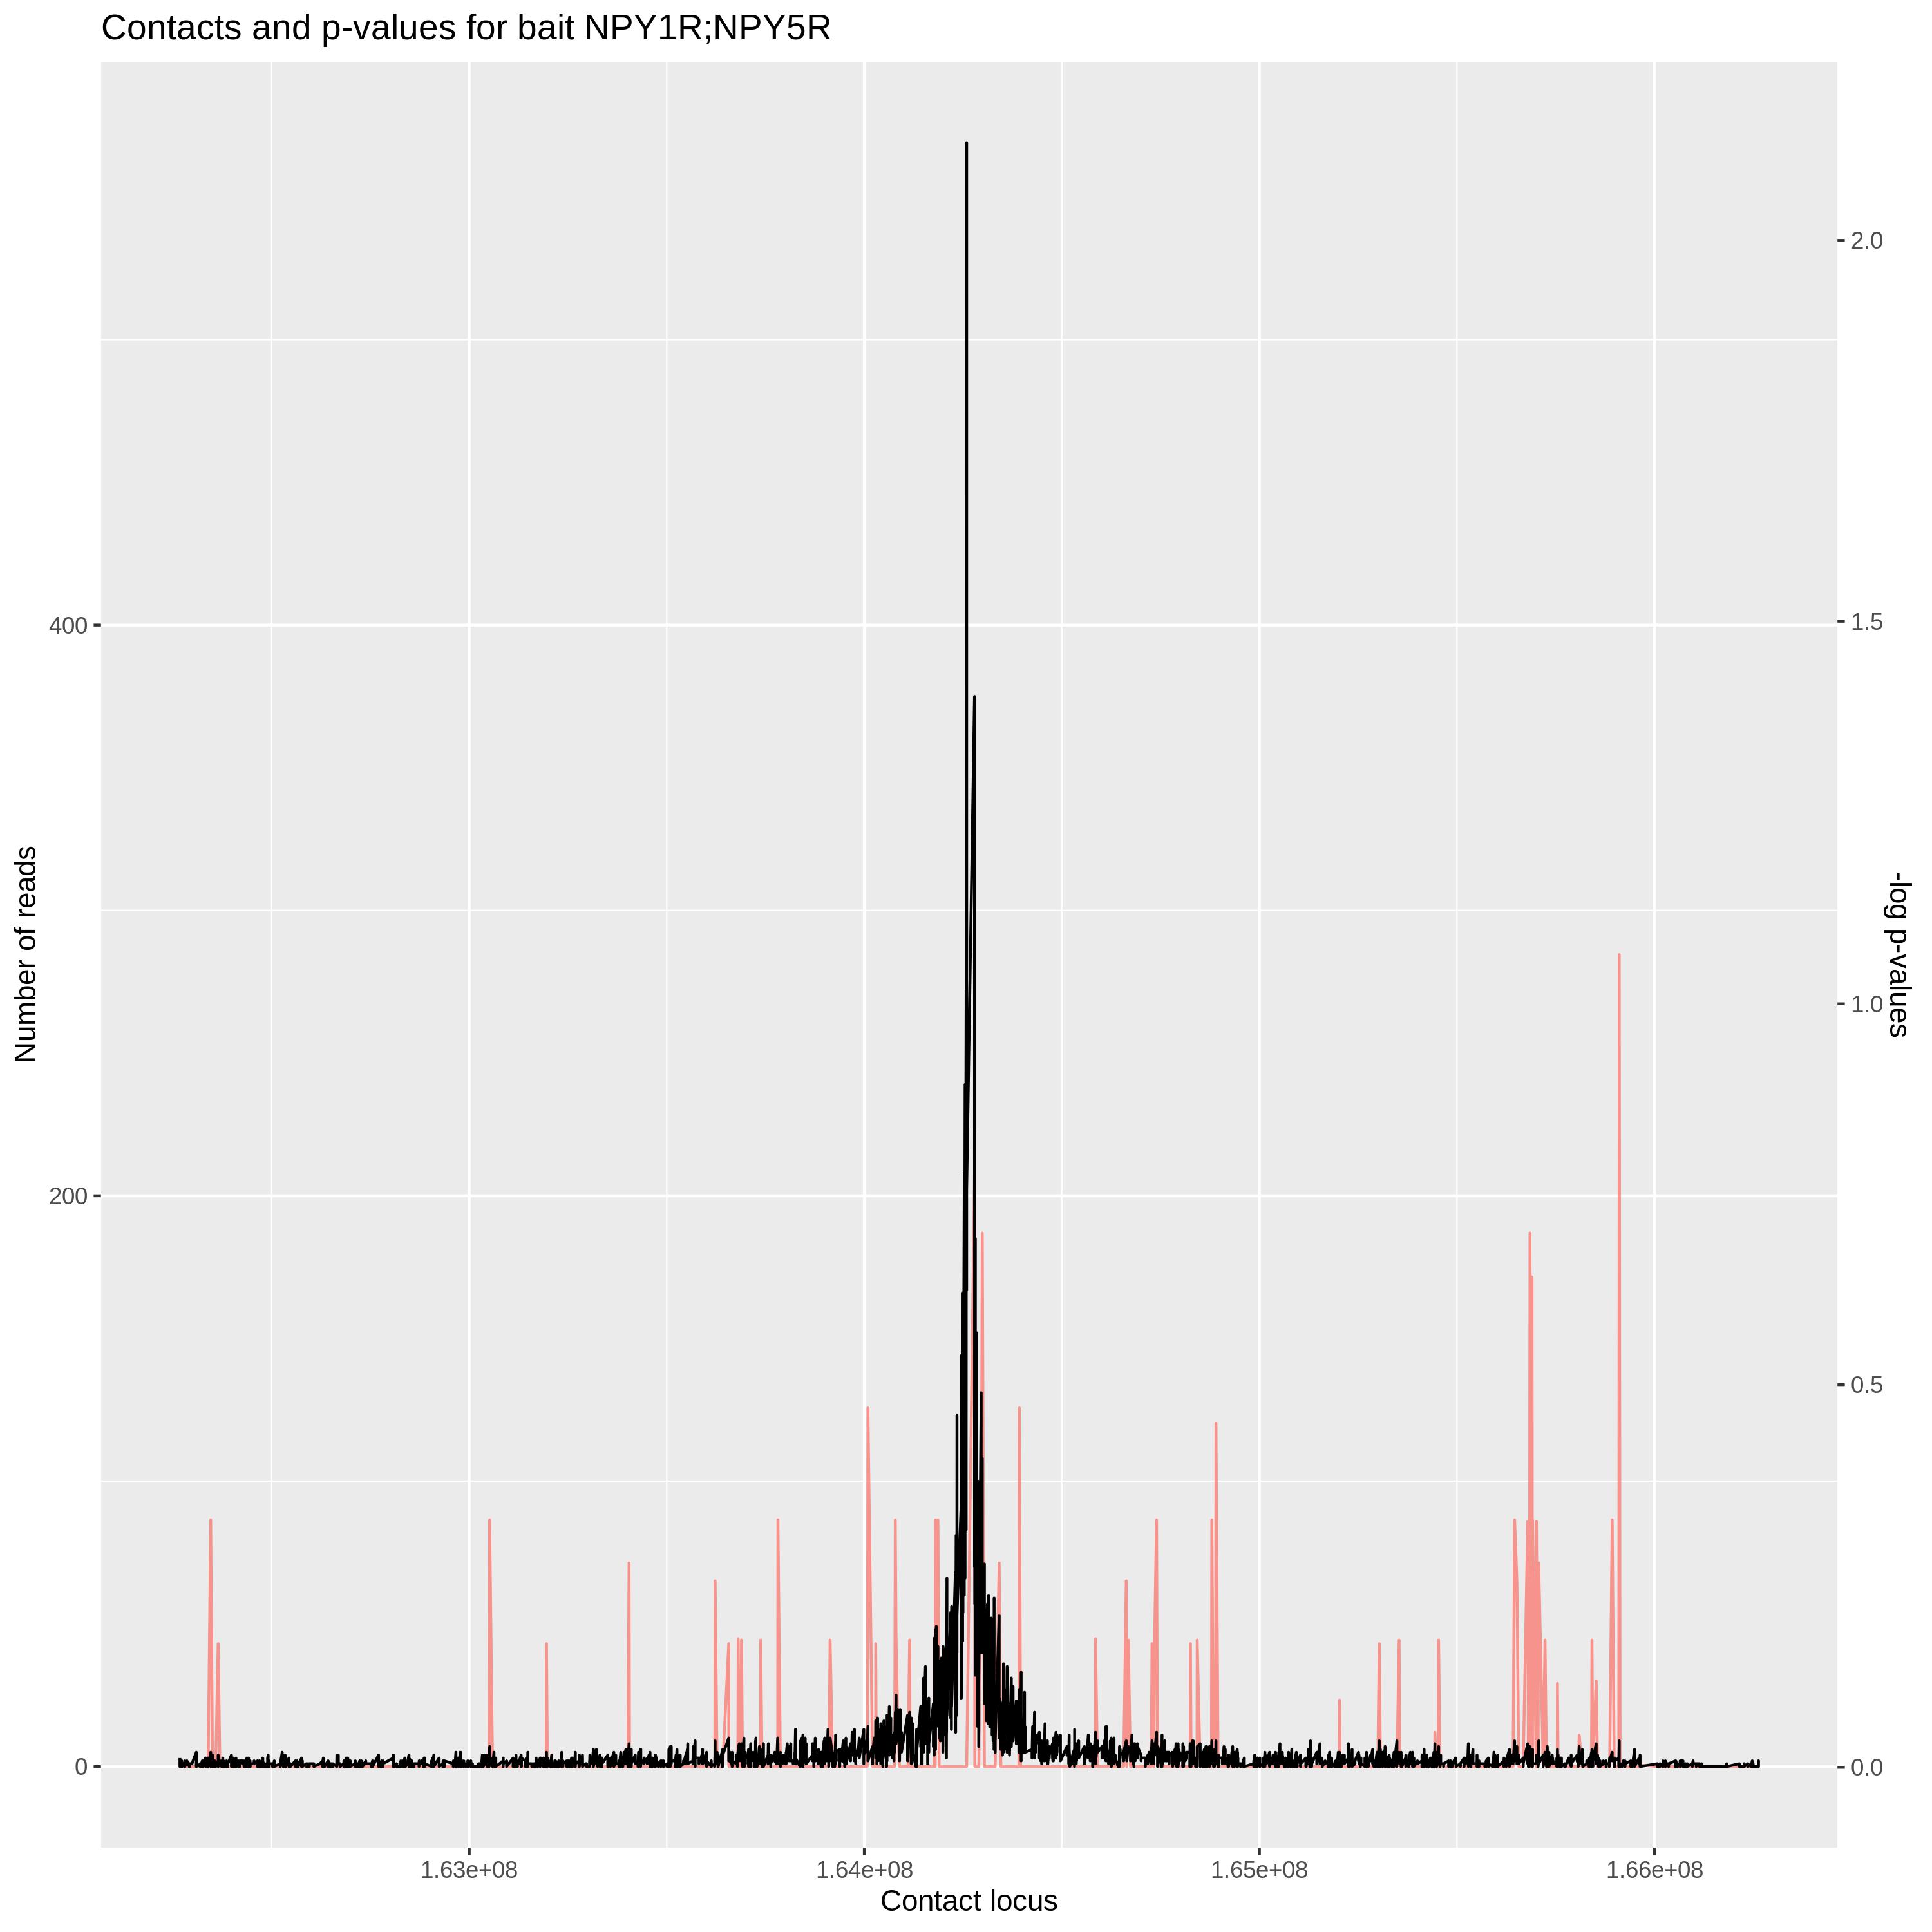 Contacts and p-values for bait NPY1R;NPY5R
Number of reads
400
200
0
2.0
1.5
1.0
0.5
0.0
-log p-values
1.63e+08
1.64e+08
1.65e+08
1.66e+08
Contact locus